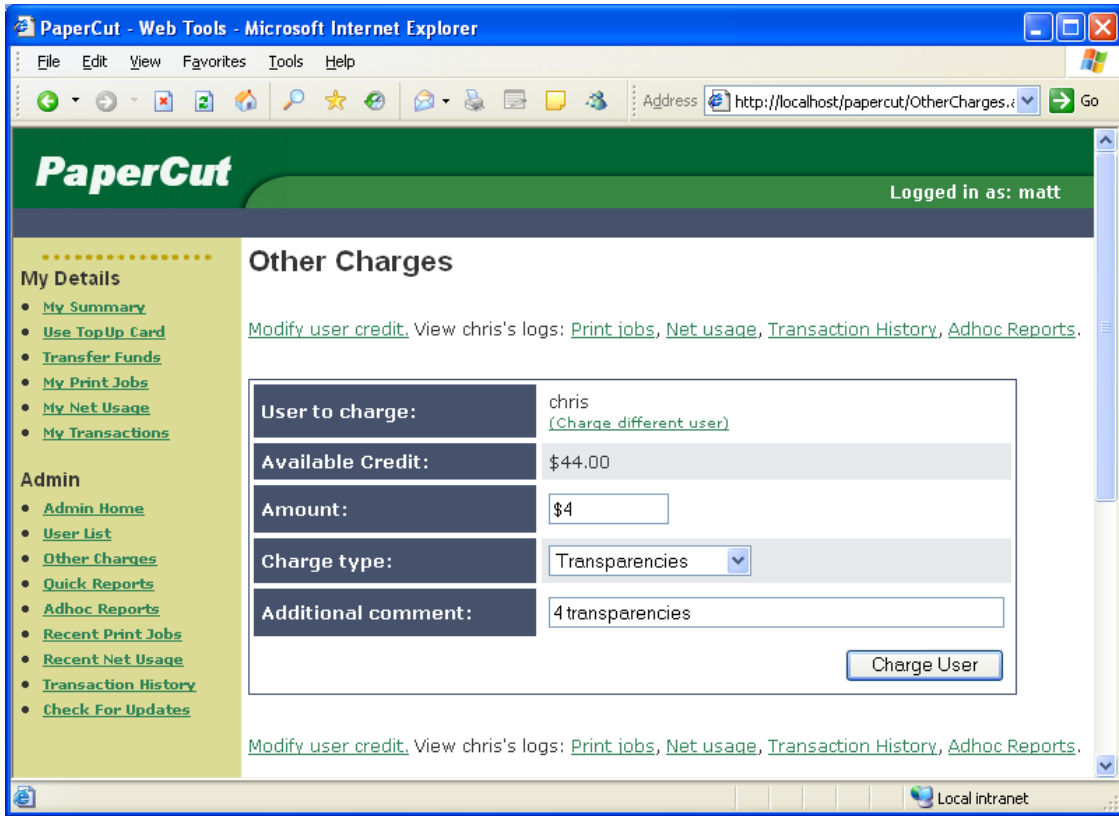 PaperCut - Web Tools - Microsoft Internet Explorer
File Edit View Favorites Tools Help
Address http://localhost/papercut/OtherCharges. Go
PaperCut
Logged in as: matt
My Details
My Summary
Use TopUp Card
Transfer Funds
My Print Jobs
My Net Usage
My Transactions
Admin
Admin Home
User List
Other Charges
Quick Reports
Adhoc Reports
Recent Print Jobs
Recent Net Usage
Transaction History
Check For Updates
Other Charges
Modify user credit. View chris's logs: Print jobs, Net usage, Transaction History, Adhoc Reports.
User to charge: chris
(Charge different user)
Available Credit: $44.00
Amount: $4
Charge type: Transparencies
Additional comment: 4 transparencies
Charge User
Modify user credit. View chris's logs: Print jobs, Net usage, Transaction History, Adhoc Reports.
Local intranet